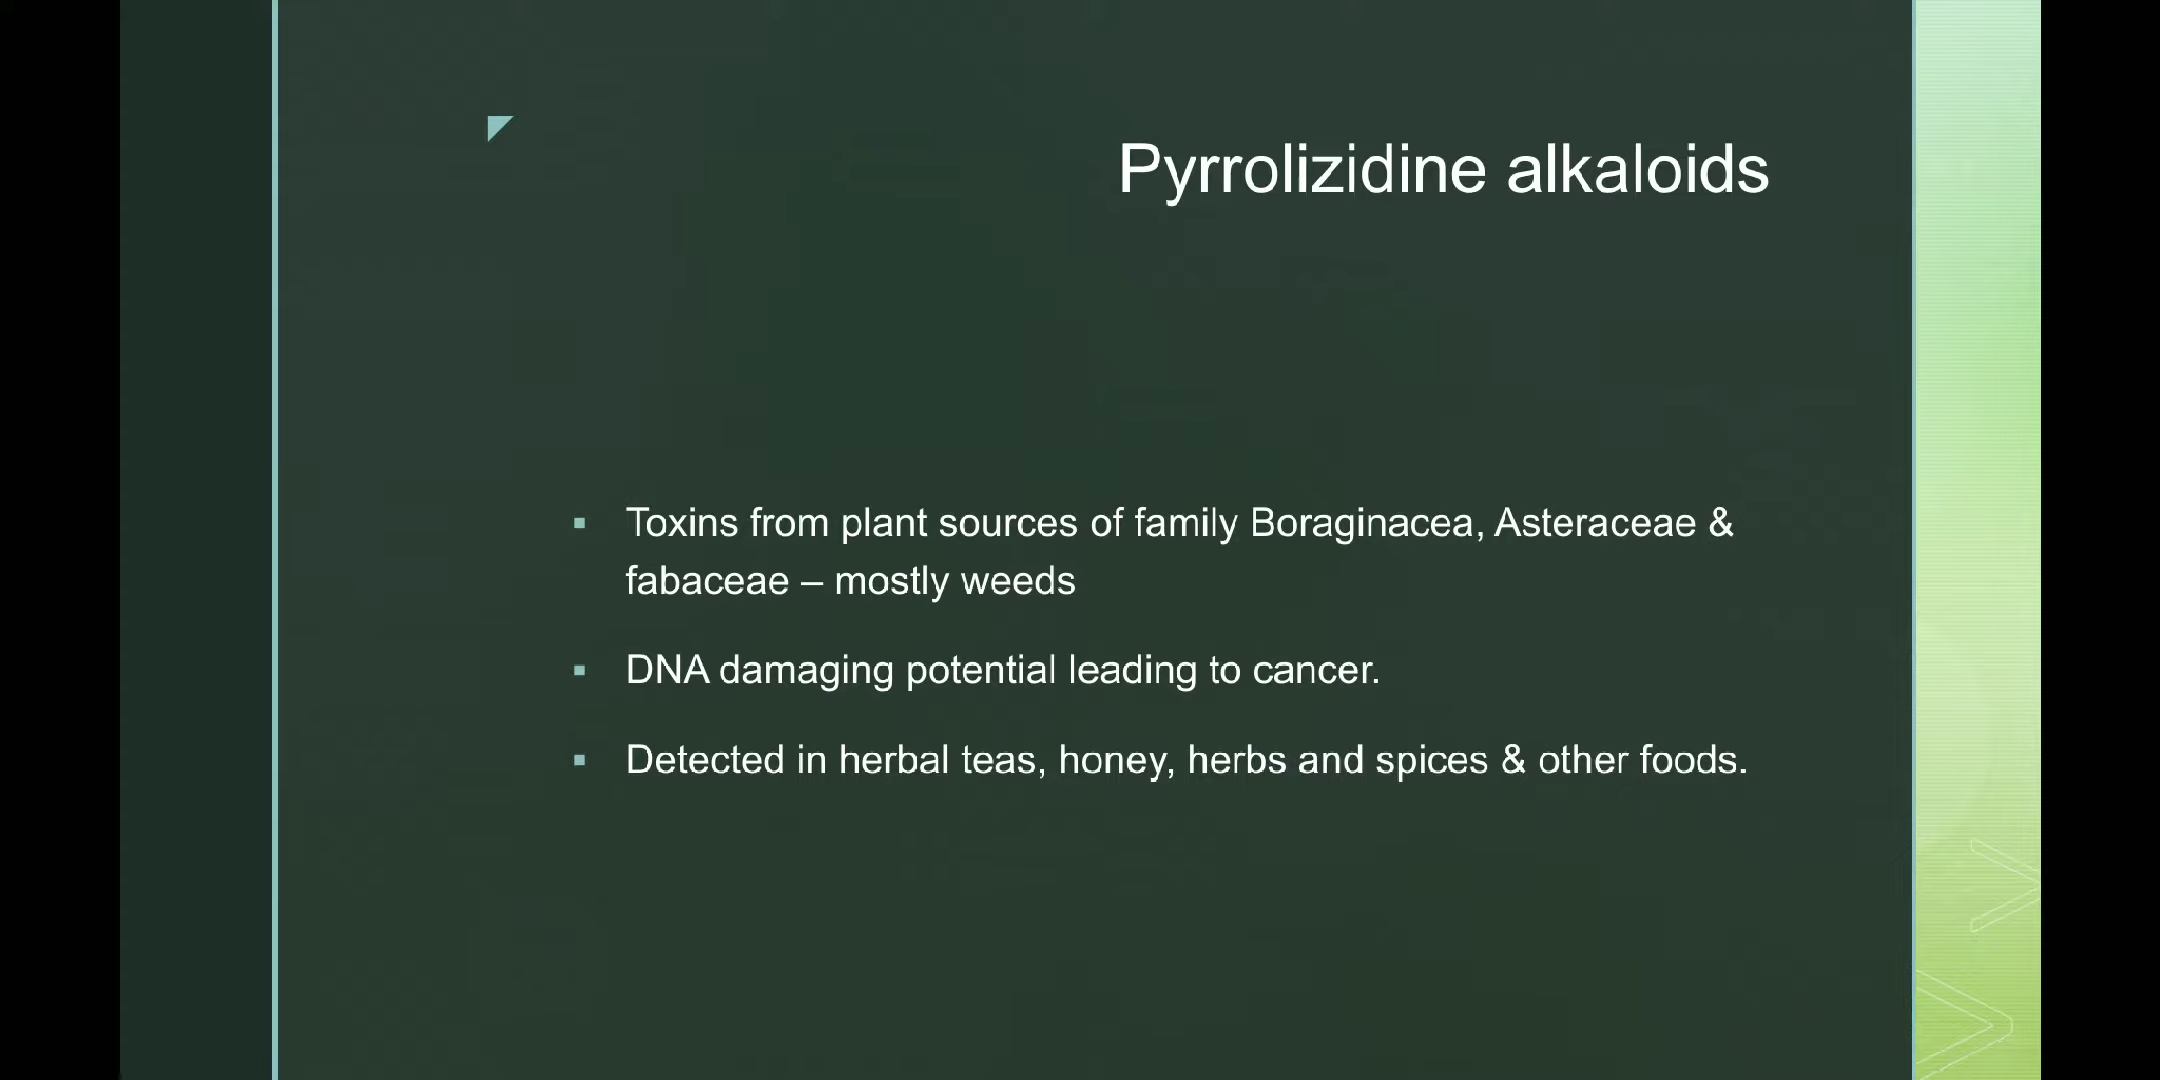 Pyrrolizidine alkaloids
▪ Toxins from plant sources of family Boraginacea, Asteraceae &
fabaceae – mostly weeds
▪ DNA damaging potential leading to cancer.
▪ Detected in herbal teas, honey, herbs and spices & other foods.